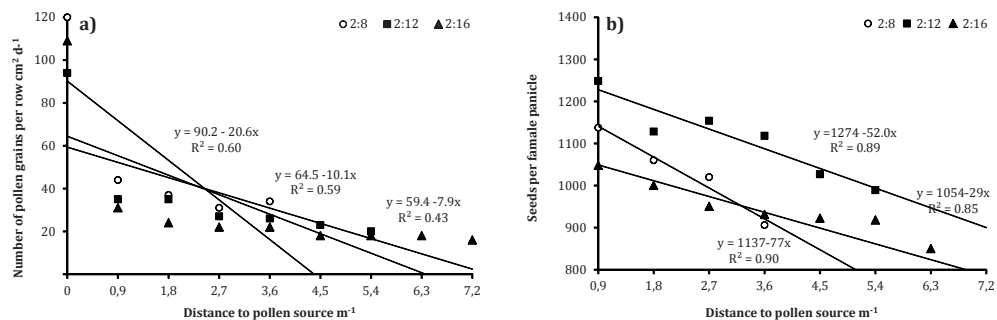 a)
2:8 2:12 2:16
Number of pollen grains per row cm² d⁻¹
120
100
80
60
40
20
y = 90.2 - 20.6x
R² = 0.60
y = 64.5 -10.1x
R² = 0.59
y = 59.4 -7.9x
R² = 0.43
0 0,9 1,8 2,7 3,6 4,5 5,4 6,3 7,2
Distance to pollen source m⁻¹
b)
2:8 2:12 2:16
Seeds per famale panicle
1400
1300
1200
1100
1000
900
800
y =1274 -52.0x
R² = 0.89
y = 1054-29x
R² = 0.85
y = 1137-77x
R² = 0.90
0,9 1,8 2,7 3,6 4,5 5,4 6,3 7,2
Distance to pollen source m⁻¹